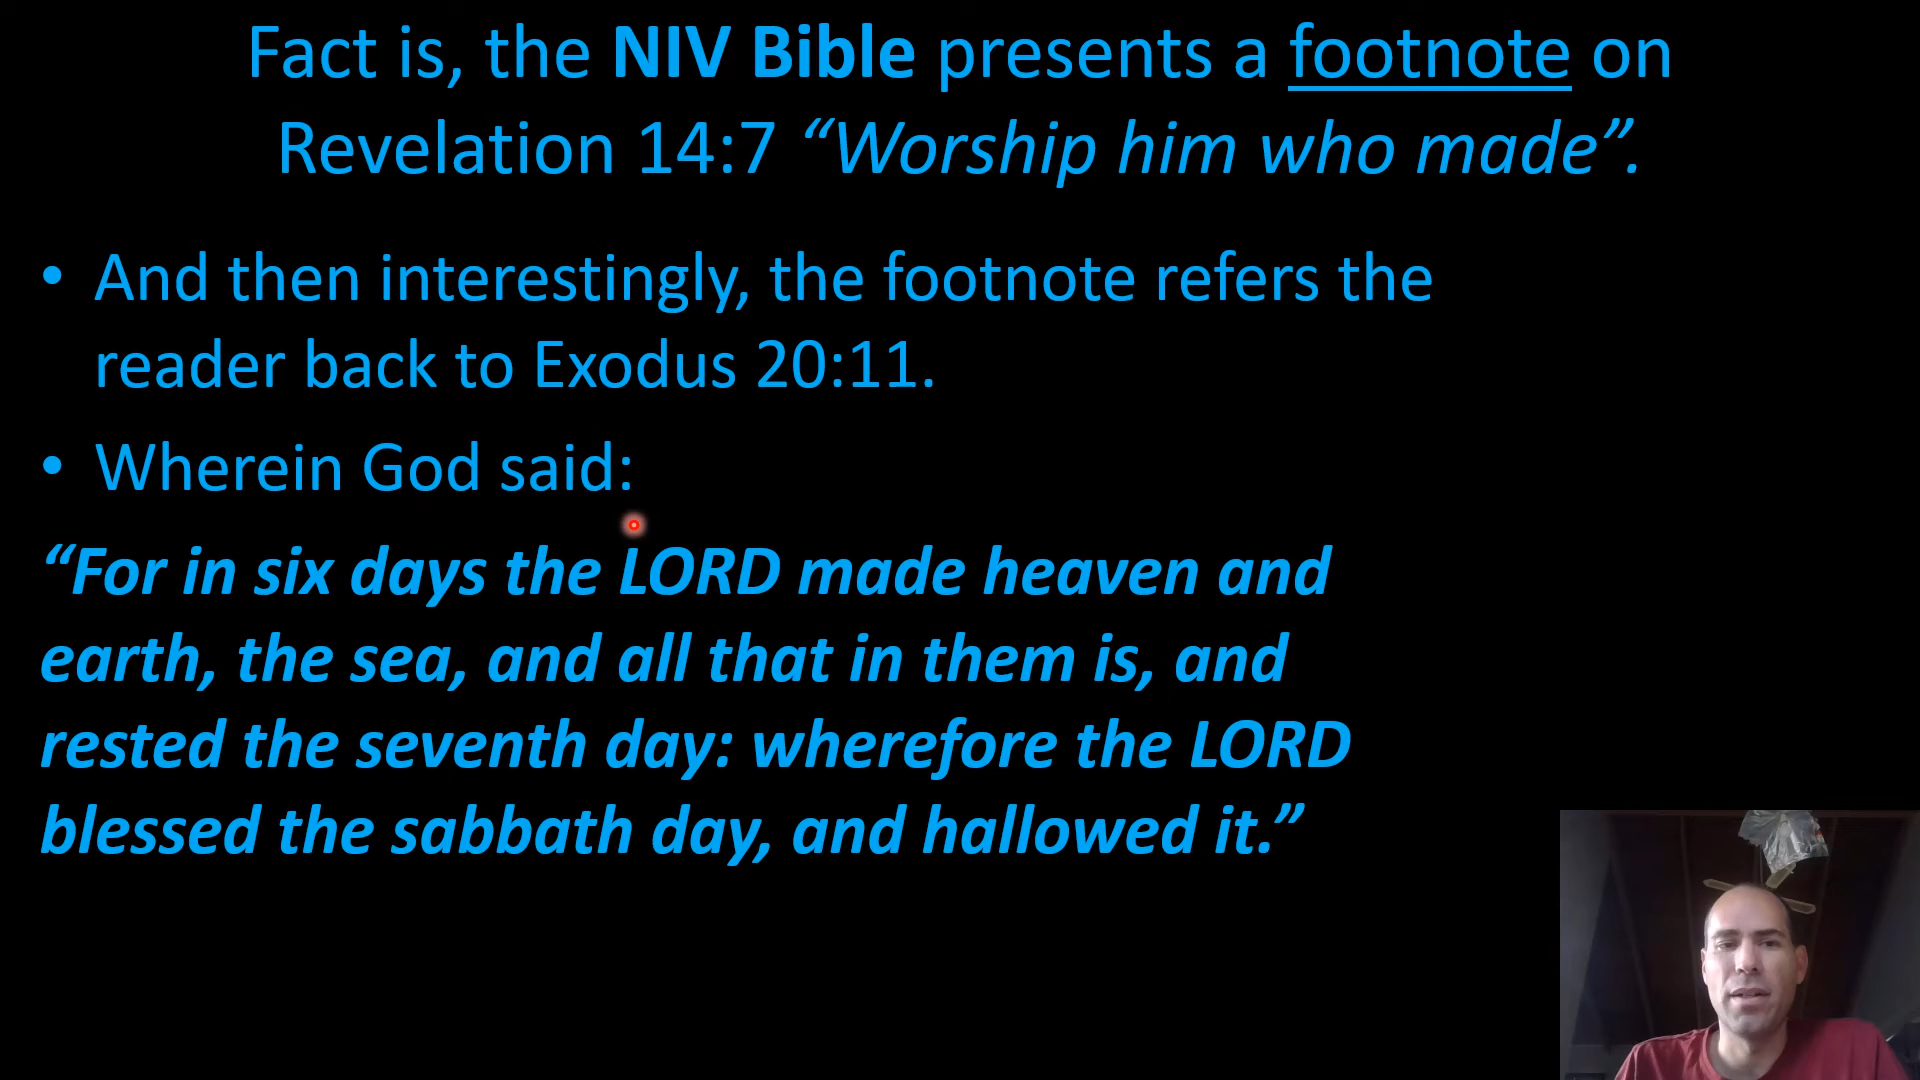 Fact is, the NIV Bible presents a footnote on
Revelation 14:7 “Worship him who made”.
• And then interestingly, the footnote refers the
reader back to Exodus 20:11.
• Wherein God said:
“For in six days the LORD made heaven and
earth, the sea, and all that in them is, and
rested the seventh day: wherefore the LORD
blessed the sabbath day, and hallowed it.”